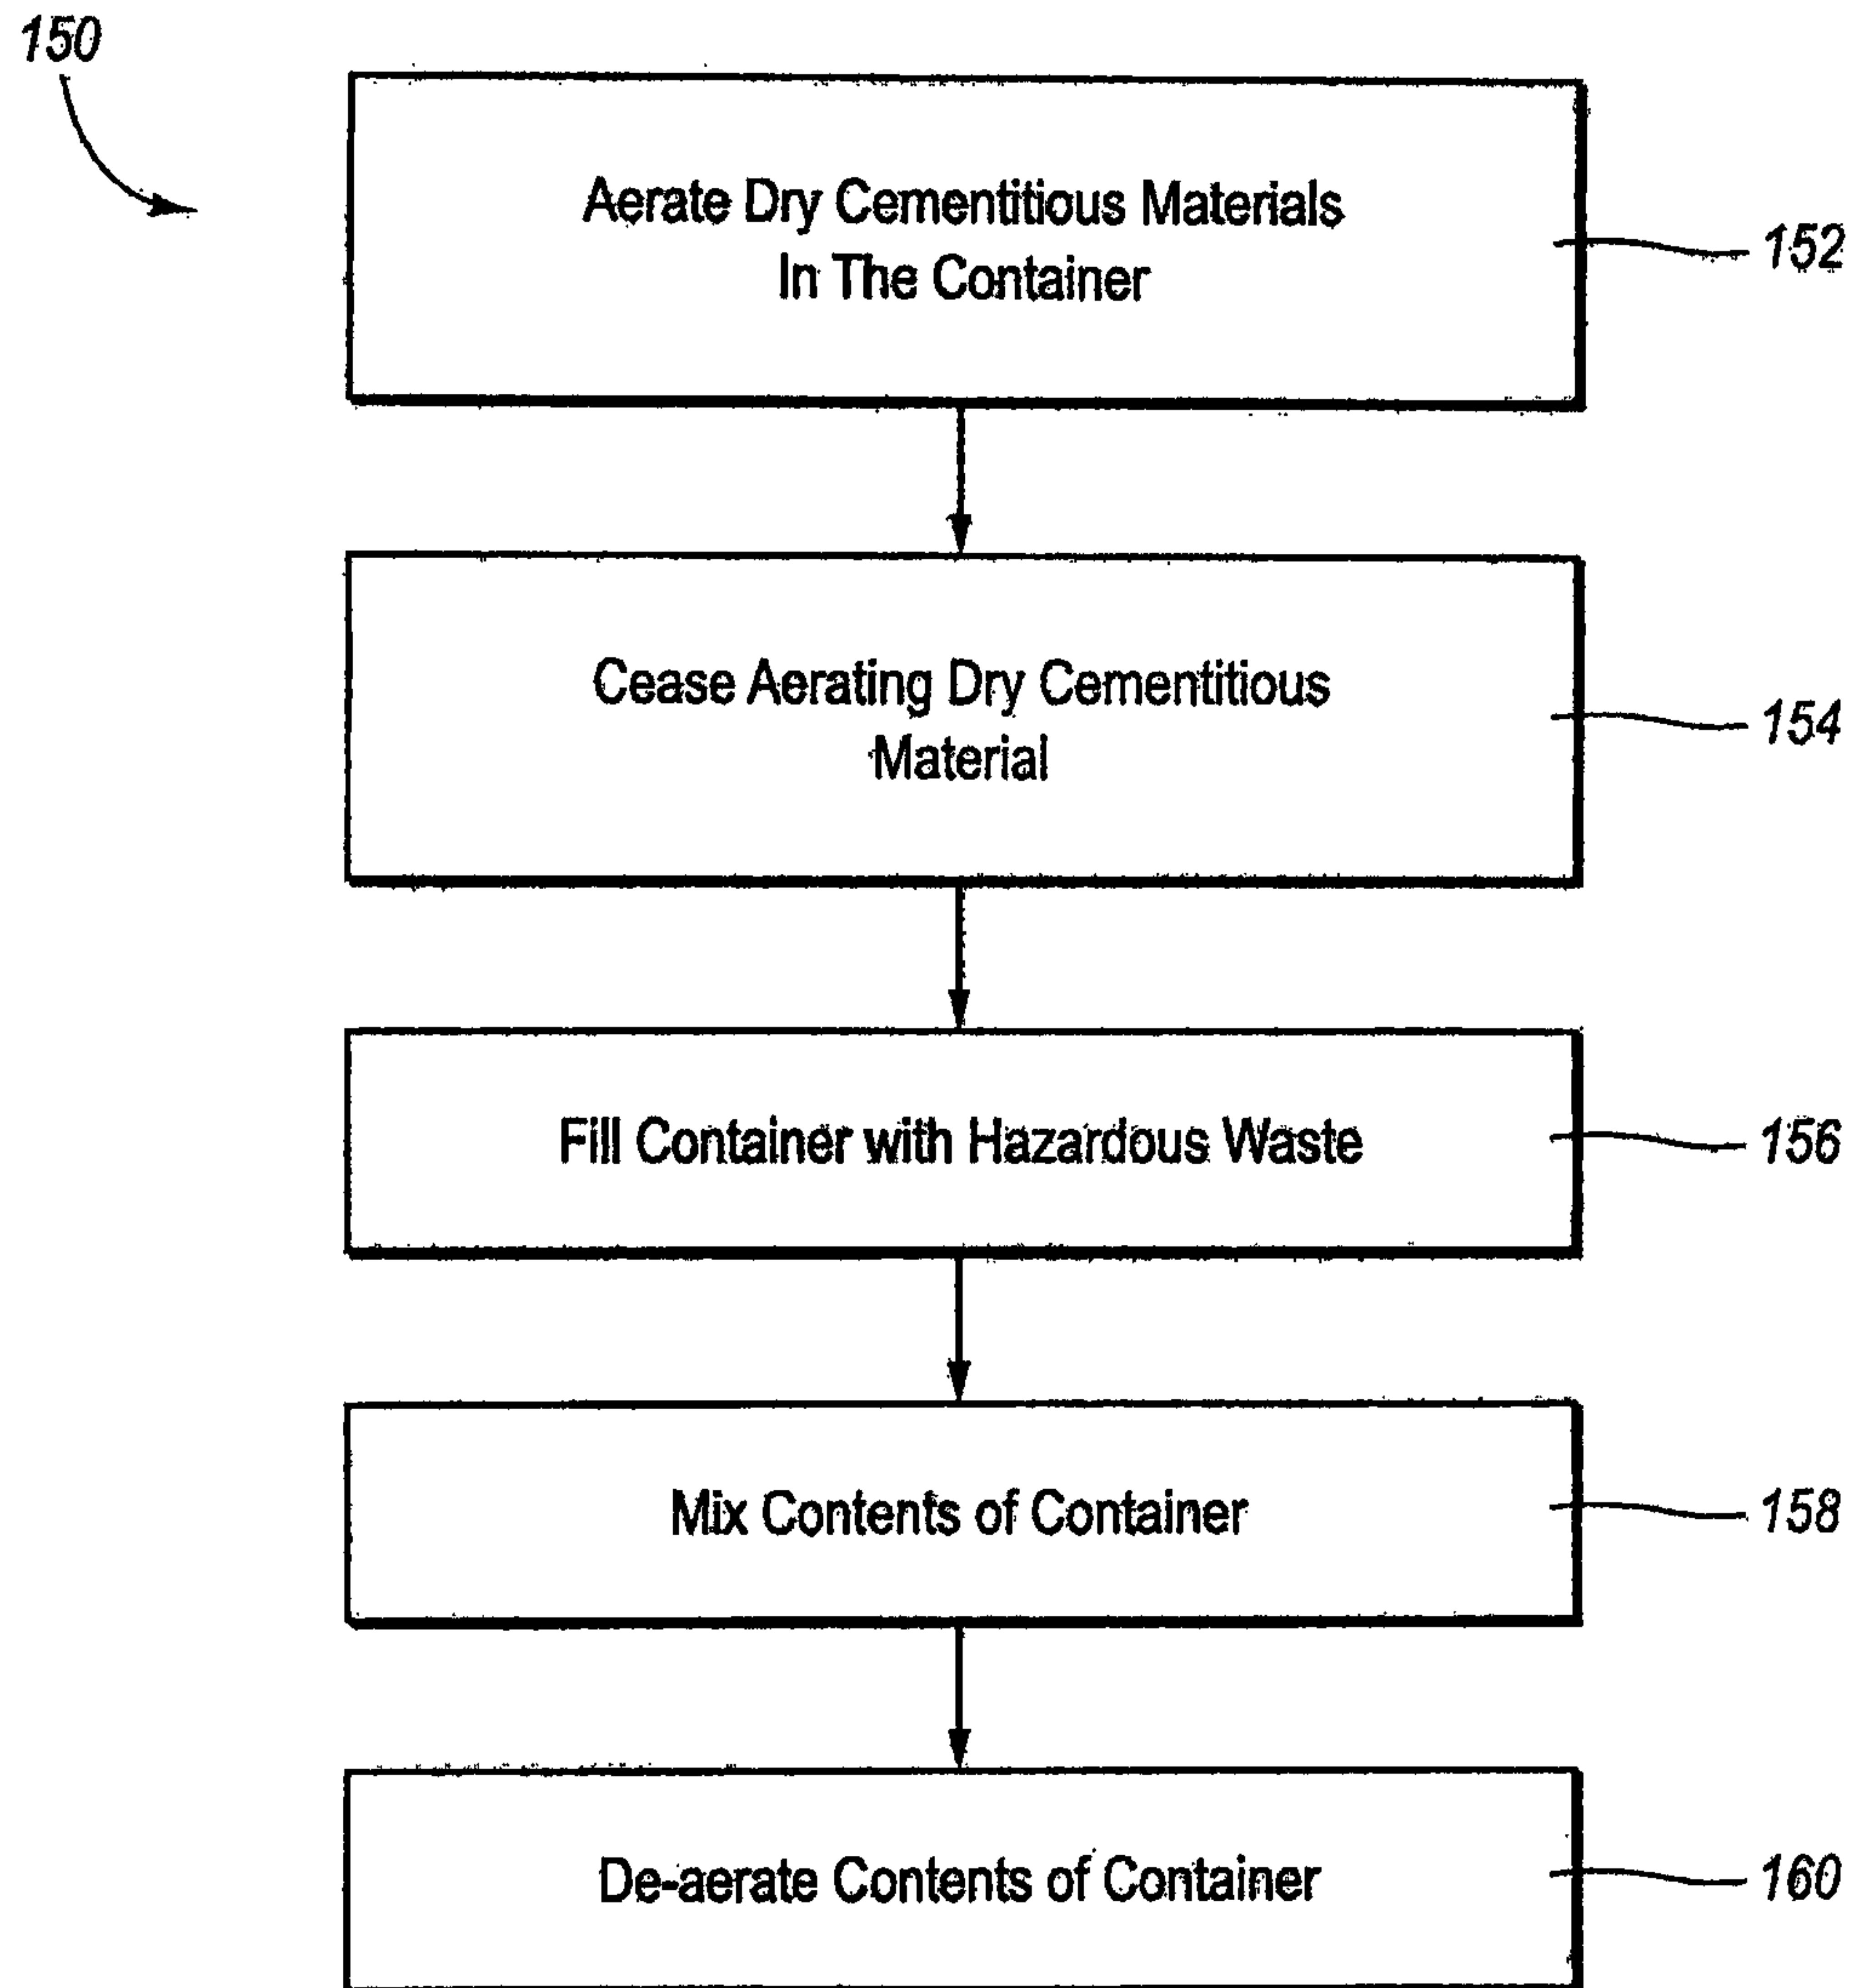 150
Aerate Dry Cementitious Materials
In The Container
152
Cease Aerating Dry Cementitious
Material
154
Fill Container with Hazardous Waste
156
Mix Contents of Container
158
De-aerate Contents of Container
160